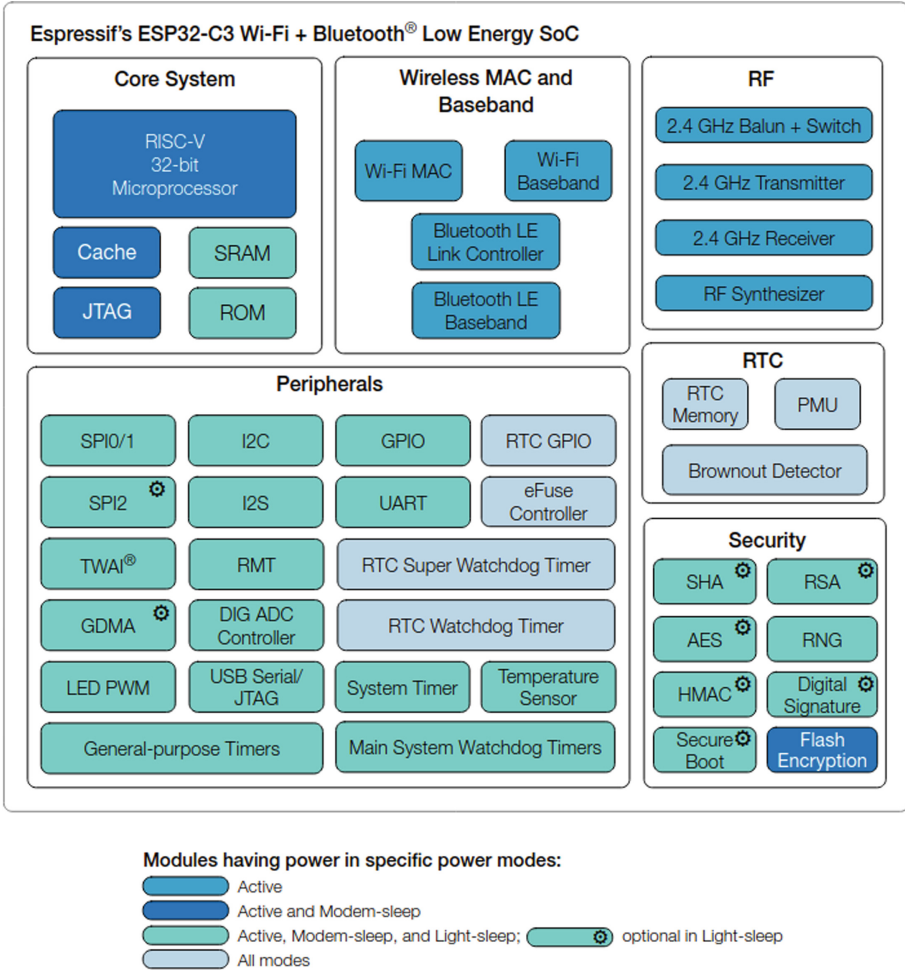 Espressif’s ESP32-C3 Wi-Fi + Bluetooth® Low Energy SoC
Core System
RISC-V
32-bit
Microprocessor
Cache
SRAM
JTAG
ROM
Wireless MAC and
Baseband
Wi-Fi MAC
Wi-Fi
Baseband
Bluetooth LE
Link Controller
Bluetooth LE
Baseband
RF
2.4 GHz Balun + Switch
2.4 GHz Transmitter
2.4 GHz Receiver
RF Synthesizer
Peripherals
SPI0/1
I2C
GPIO
RTC GPIO
SPI2
I2S
UART
eFuse
Controller
TWAI®
RMT
RTC Super Watchdog Timer
GDMA
DIG ADC
Controller
RTC Watchdog Timer
LED PWM
USB Serial/
JTAG
System Timer
Temperature
Sensor
General-purpose Timers
Main System Watchdog Timers
RTC
RTC
Memory
PMU
Brownout Detector
Security
SHA
RSA
AES
RNG
HMAC
Digital
Signature
Secure
Boot
Flash
Encryption
Modules having power in specific power modes:
Active
Active and Modem-sleep
Active, Modem-sleep, and Light-sleep;
optional in Light-sleep
All modes